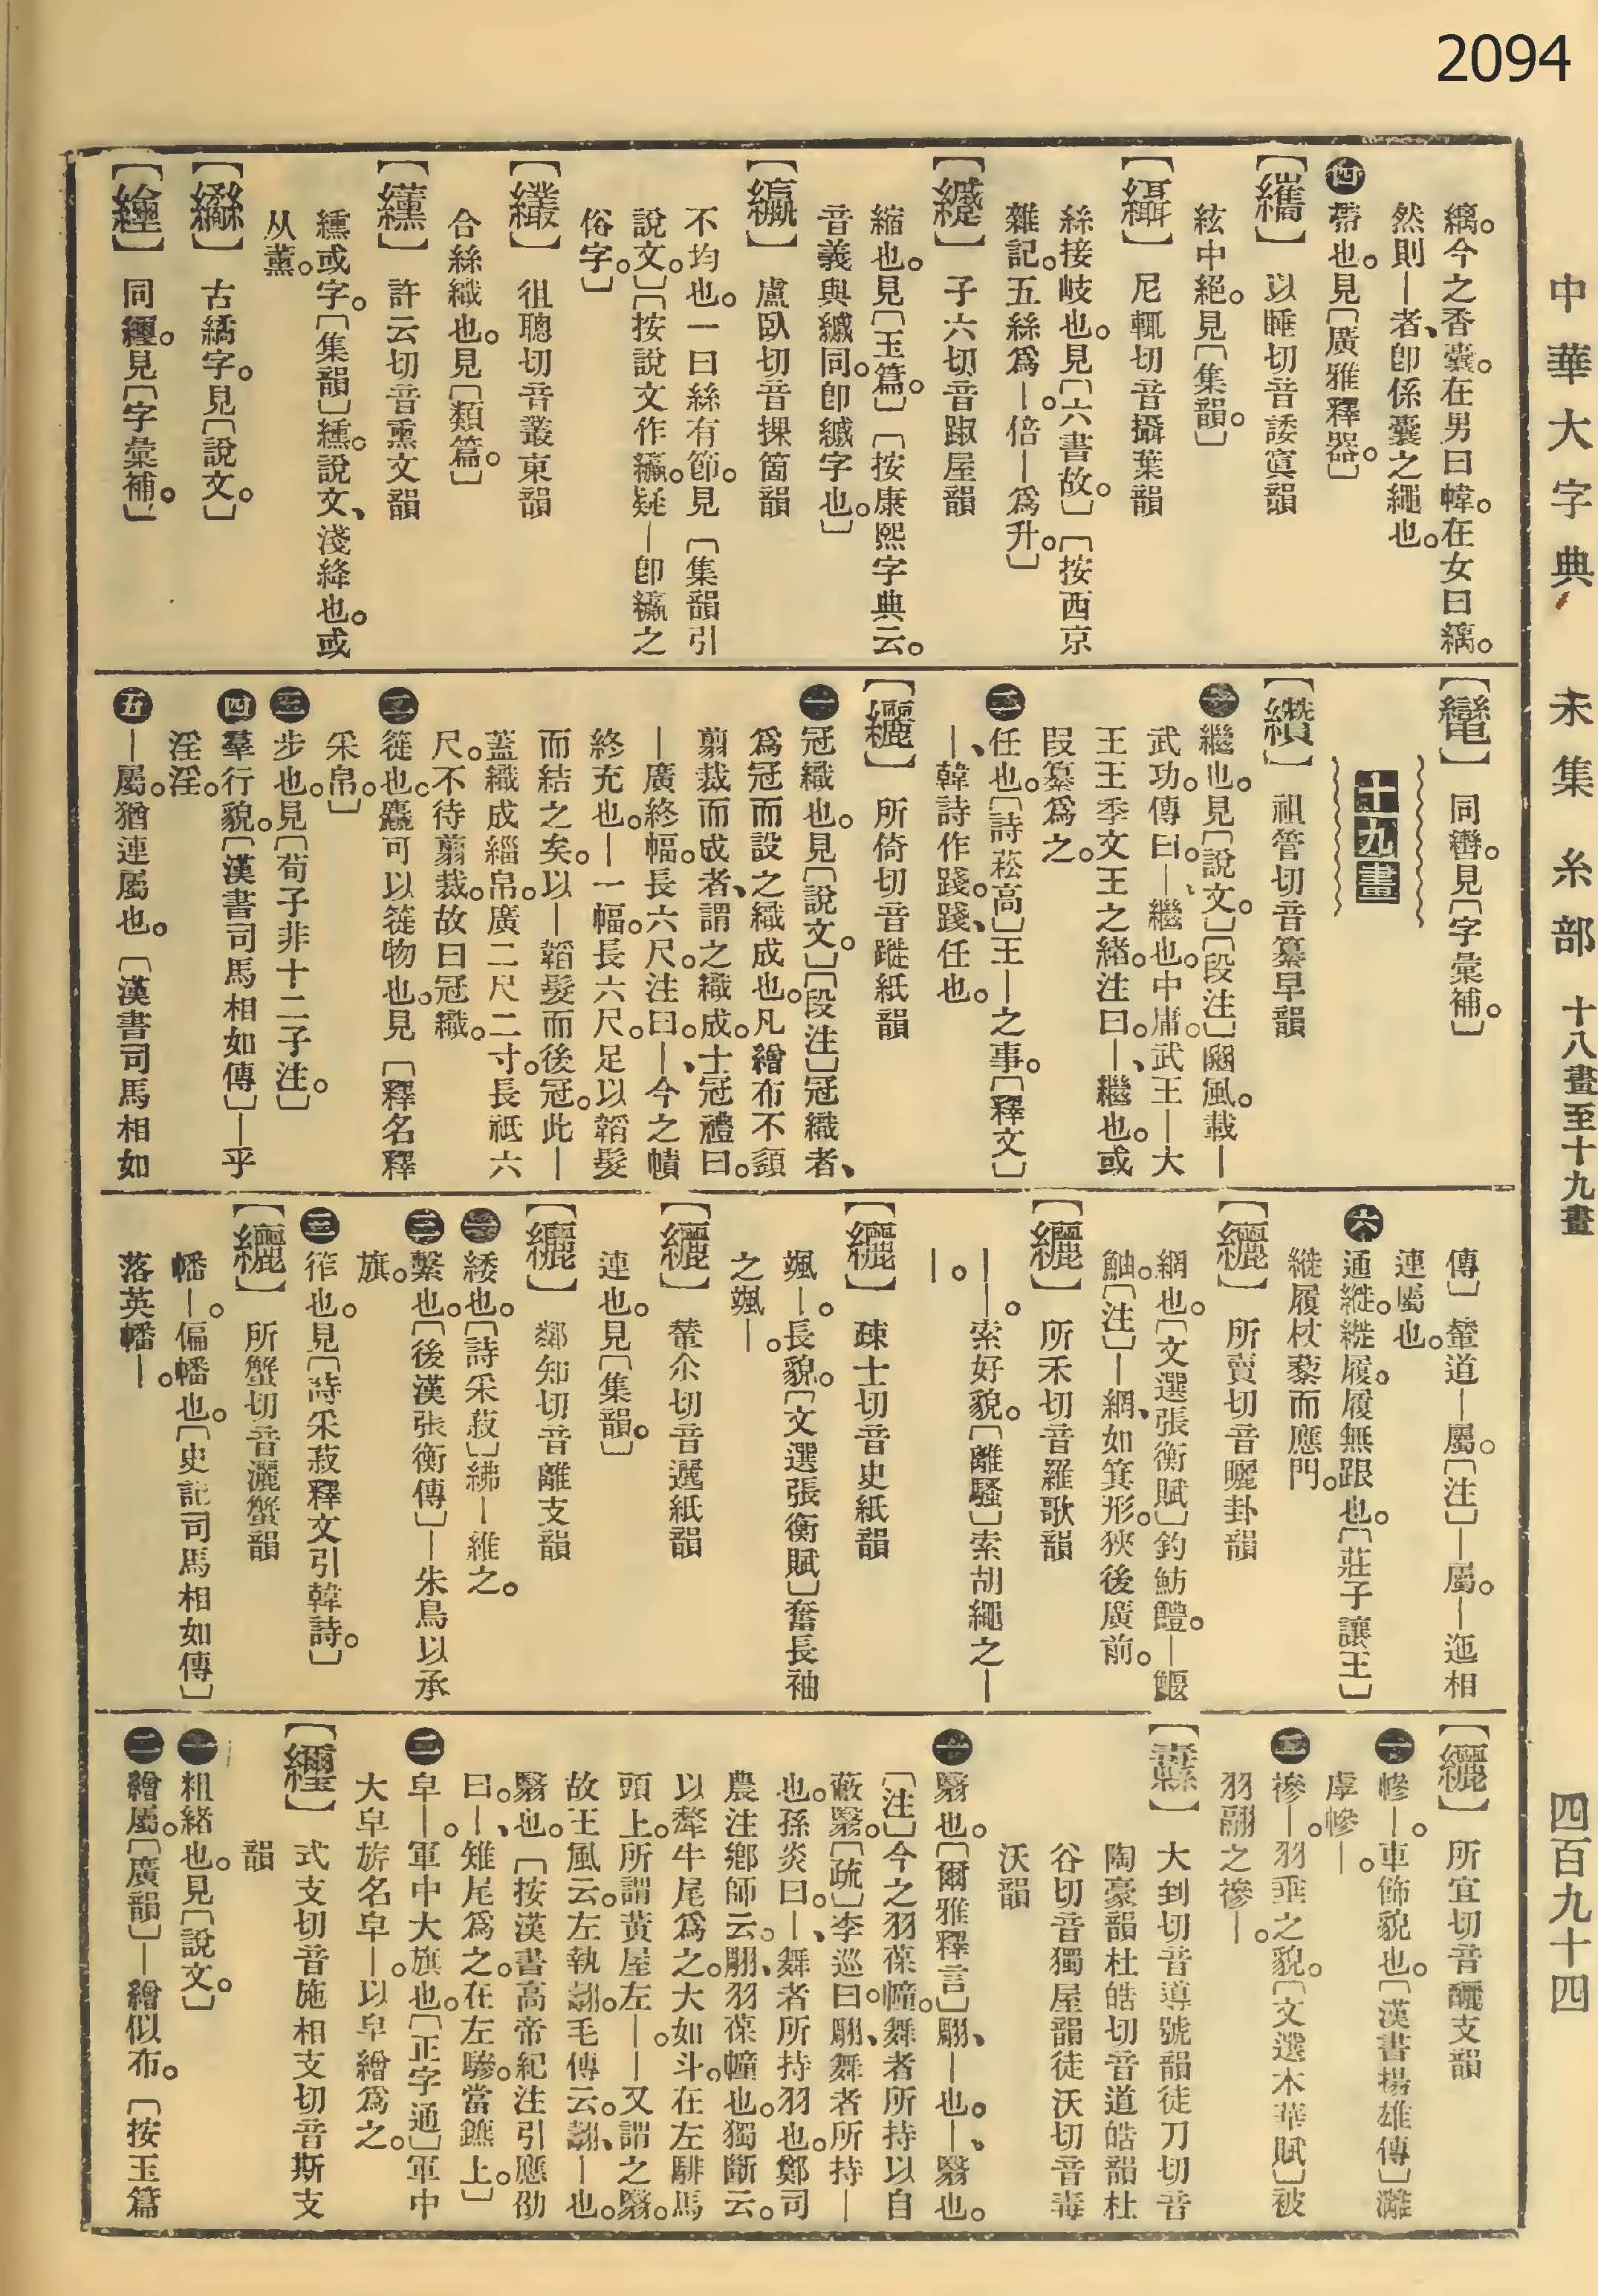 2094
中華大字典 未集 糸部 十八畫至十九畫 四百九十四
縭。今之香囊。在男曰幃。在女曰縭。
然則｜者、卽係囊之繩也。
四 帶也。見〔廣雅釋器。〕
【纗】 以睡切音諉寘韻
絃中絕。見〔集韻。〕
【䌰】 尼輒切音攝葉韻
絲接岐也。見〔六書故。〕〔按西京
雜記。五絲爲｜。倍｜爲升。〕
子六切音踧屋韻
縮也。見〔玉篇。〕〔按康熙字典云。
音義與緎同。卽緎字也。〕
盧臥切音摞箇韻
不均也。一曰絲有節。見〔集韻引
說文。〕〔按說文作纙。疑｜卽纙之
俗字。〕
【䌷】 徂聰切音叢東韻
合絲織也。見〔類篇。〕
【纁】 許云切音熏文韻
纁或字。〔集韻〕纁。說文、淺絳也。或
从薰。
古繘字。見〔說文。〕
同纆。見〔字彙補。〕
同轡。見〔字彙補。〕
十九畫
【纘】 祖管切音纂旱韻
一 繼也。見〔說文。〕〔段注〕豳風。載｜
武功。傳曰。｜、繼也。中庸。武王｜大
王王季文王之緒。注曰。｜、繼也。或
叚纂爲之。
二 任也。〔詩菘高〕王｜之事。〔釋文〕
｜、韓詩作踐。踐、任也。
【纚】 所倚切音蹝紙韻
一 冠織也。見〔說文。〕〔段注〕冠織者、
爲冠而設之織成也。凡繒布不須
翦裁而成者、謂之織成。士冠禮曰。
｜廣終幅。長六尺。注曰。｜、今之幘
終充也。｜一幅。長六尺。足以韜髮
而結之矣。以｜韜髮而後冠。此｜
蓋織成緇帛。廣二尺二寸。長祗六
尺。不待翦裁。故曰冠織。
二 簁也。麤可以簁物也。見〔釋名釋
采帛。〕
三 步也。見〔荀子非十二子注。〕
四 羣行貌。〔漢書司馬相如傳〕｜乎
淫淫。
五 ｜屬。猶連屬也。〔漢書司馬相如
傳〕輦道｜屬。〔注〕｜屬。｜迤相
連屬也。
六 通縰。縰履。履無跟也。〔莊子讓王〕
縰履杖藜而應門。
【纚】 所賣切音曬卦韻
網也。〔文選張衡賦〕釣魴鱧。｜鰋
鮋。〔注〕｜網、如箕形。狹後廣前。
【纚】 所禾切音羅歌韻
｜｜。索好貌。〔離騷〕索胡繩之｜
｜。
【纚】 疎士切音史紙韻
颯｜。長貌。〔文選張衡賦〕奮長袖
之颯｜。
【纚】 輦尒切音邐紙韻
連也。見〔集韻。〕
【纚】 鄰知切音離支韻
一 緌也。〔詩采菽〕紼｜維之。
二 繫也。〔後漢張衡傳〕｜朱鳥以承
旗。
三 筰也。見〔詩采菽釋文引韓詩。〕
【纚】 所蟹切音灑蟹韻
幡｜。偏幡也。〔史記司馬相如傳〕
落英幡｜。
【纚】 所宜切音釃支韻
一 幓｜。車飾貌也。〔漢書揚雄傳〕灕
虖幓｜。
二 襂｜。羽垂之貌。〔文選木華賦〕被
羽翮之襂｜。
【纛】 大到切音導號韻徒刀切音
陶豪韻杜皓切音道皓韻杜
谷切音獨屋韻徒沃切音毒
沃韻
一 翳也。〔爾雅釋言〕翢、｜也。｜、翳也。
〔注〕今之羽葆幢。舞者所持以自
蔽翳。〔疏〕李巡曰。翢、舞者所持｜
也。孫炎曰。｜、舞者所持羽也。鄭司
農注鄉師云。翢、羽葆幢也。獨斷云。
以犛牛尾爲之。大如斗。在左騑馬
頭上。所謂黃屋左｜。｜又謂之翳。
故王風云。左執翿。毛傳云。翿、｜也。
翳也。〔按漢書高帝紀注引應劭
曰。｜、雉尾爲之。在左驂。當鑣上。〕
二 皁｜。軍中大旗也。〔正字通〕軍中
大皁旂名皁｜。以皁繒爲之。
【纚】 式支切音施相支切音斯支
韻
一 粗緒也。見〔說文。〕
二 繒屬。〔廣韻〕｜繒似布。〔按玉篇